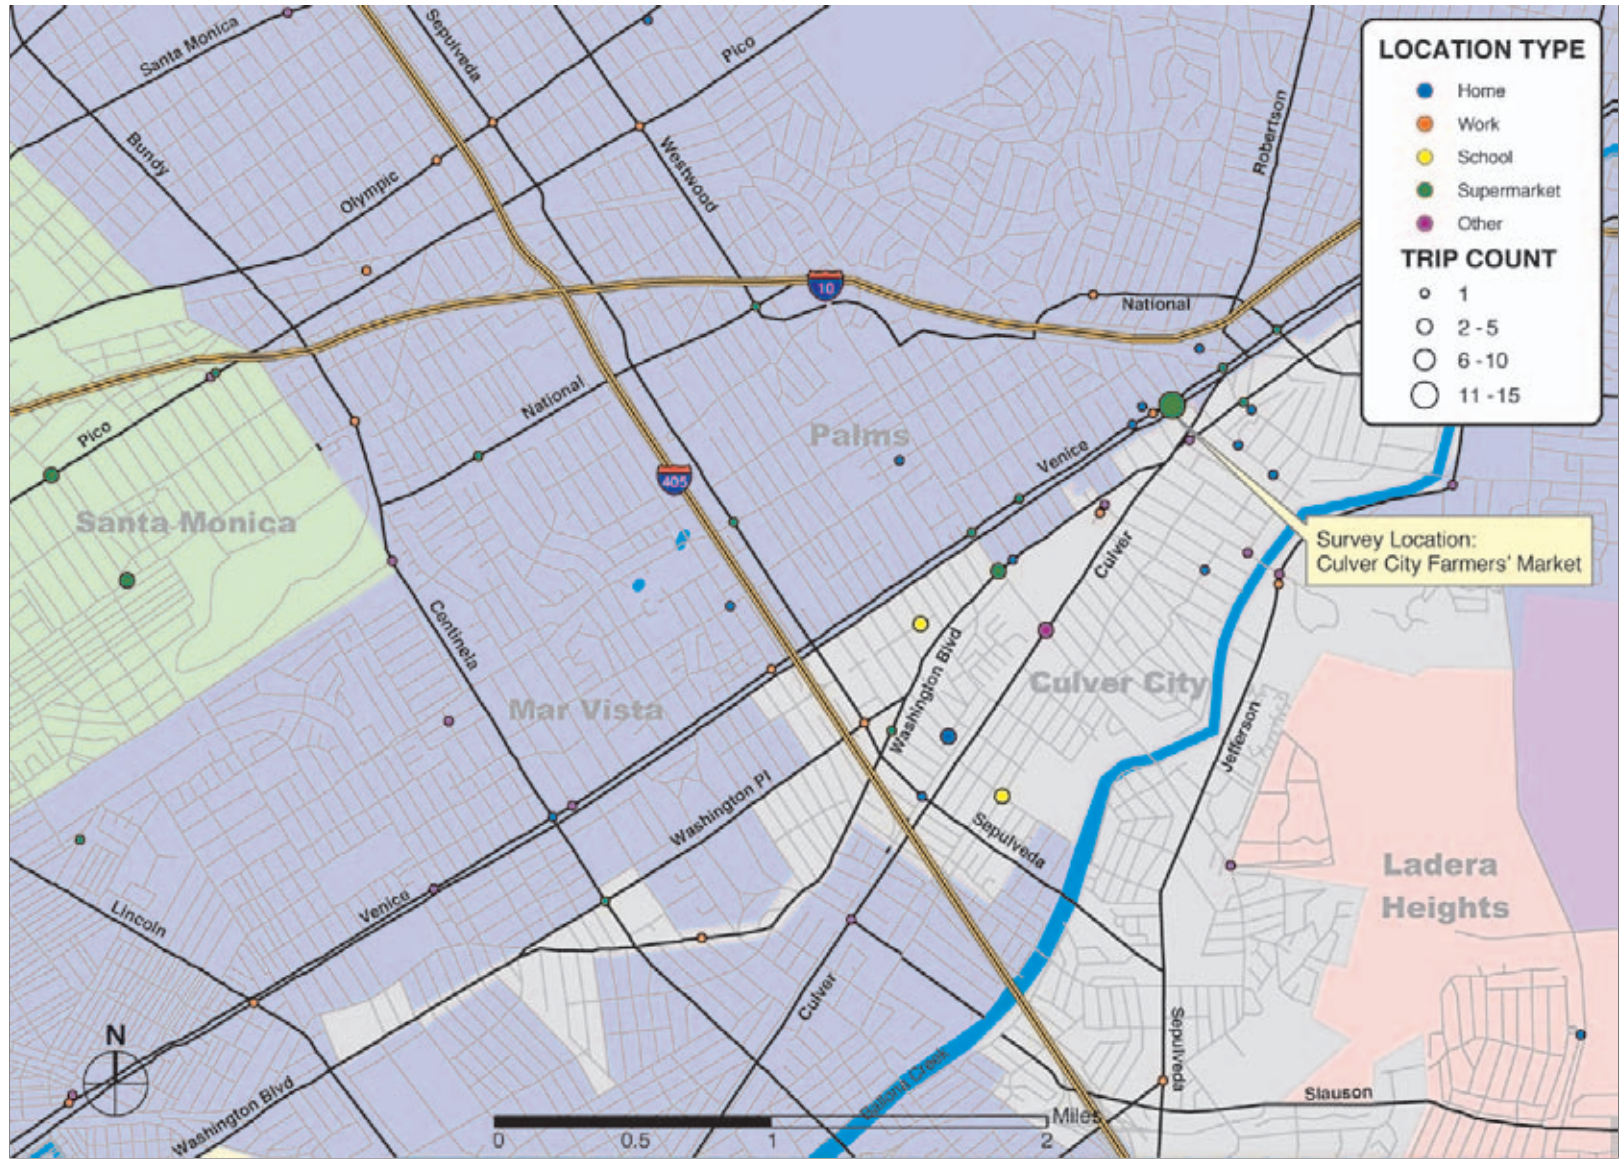 Santa Monica
Sepulveda
Pico
Bundy
Westwood
Olympic
Robertson
LOCATION TYPE
Home
Work
School
Supermarket
Other
TRIP COUNT
1
2 - 5
6 - 10
11 - 15
10
National
National
Pico
Palms
Venice
405
Santa Monica
Culver
Survey Location:
Culver City Farmers' Market
Centinela
Washington Blvd
Culver City
Mar Vista
Jefferson
Washington Pl
Sepulveda
Ladera
Heights
Venice
Lincoln
Culver
Sepulveda
N
Ballona Creek
Slauson
Washington Blvd
Miles
0
0.5
1
2